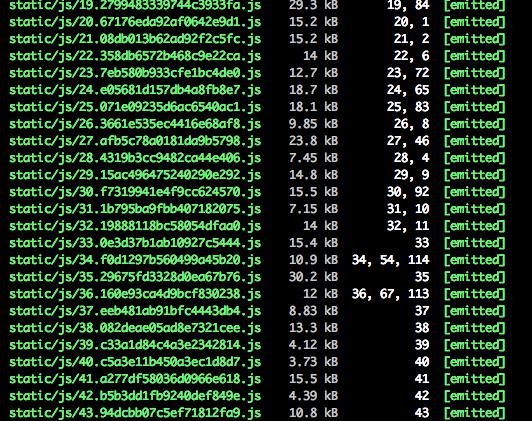 static/js/19.2799483339744c3933fa.js 29.3 kB 19, 84 [emitted]
static/js/20.67176eda92af0642e9d1.js 15.2 kB 20, 1 [emitted]
static/js/21.08db013b62ad92f2c5fc.js 15.2 kB 21, 2 [emitted]
static/js/22.358db6572b468c9e22ca.js 14 kB 22, 6 [emitted]
static/js/23.7eb580b933cfe1bc4de0.js 12.7 kB 23, 72 [emitted]
static/js/24.e05681d157db4a8fb8e7.js 18.7 kB 24, 65 [emitted]
static/js/25.071e09235d6ac6540ac1.js 18.1 kB 25, 83 [emitted]
static/js/26.3661e535ec4416e68af8.js 9.85 kB 26, 8 [emitted]
static/js/27.afb5c78a0181da9b5798.js 23.8 kB 27, 46 [emitted]
static/js/28.4319b3cc9482ca44e406.js 7.45 kB 28, 4 [emitted]
static/js/29.15ac496475240290e292.js 14.8 kB 29, 9 [emitted]
static/js/30.f7319941e4f9cc624570.js 15.5 kB 30, 92 [emitted]
static/js/31.1b795ba9fbb407182075.js 7.15 kB 31, 10 [emitted]
static/js/32.19888118bc58054dfaa0.js 14 kB 32, 11 [emitted]
static/js/33.0e3d37b1ab10927c5444.js 15.4 kB 33 [emitted]
static/js/34.f0d1297b560499a45b20.js 10.9 kB 34, 54, 114 [emitted]
static/js/35.29675fd3328d0ea67b76.js 30.2 kB 35 [emitted]
static/js/36.160e93ca4d9bcf830238.js 12 kB 36, 67, 113 [emitted]
static/js/37.eeb481ab91bfc4443db4.js 8.83 kB 37 [emitted]
static/js/38.082deae05ad8e7321cee.js 13.3 kB 38 [emitted]
static/js/39.c33a1d84c4a3e2342814.js 4.12 kB 39 [emitted]
static/js/40.c5a3e11b450a3ec1d8d7.js 3.73 kB 40 [emitted]
static/js/41.a277df58036d0966e618.js 15.5 kB 41 [emitted]
static/js/42.b5b3dd1fb9240def849e.js 4.39 kB 42 [emitted]
static/js/43.94dcbb07c5ef71812fa9.js 10.8 kB 43 [emitted]